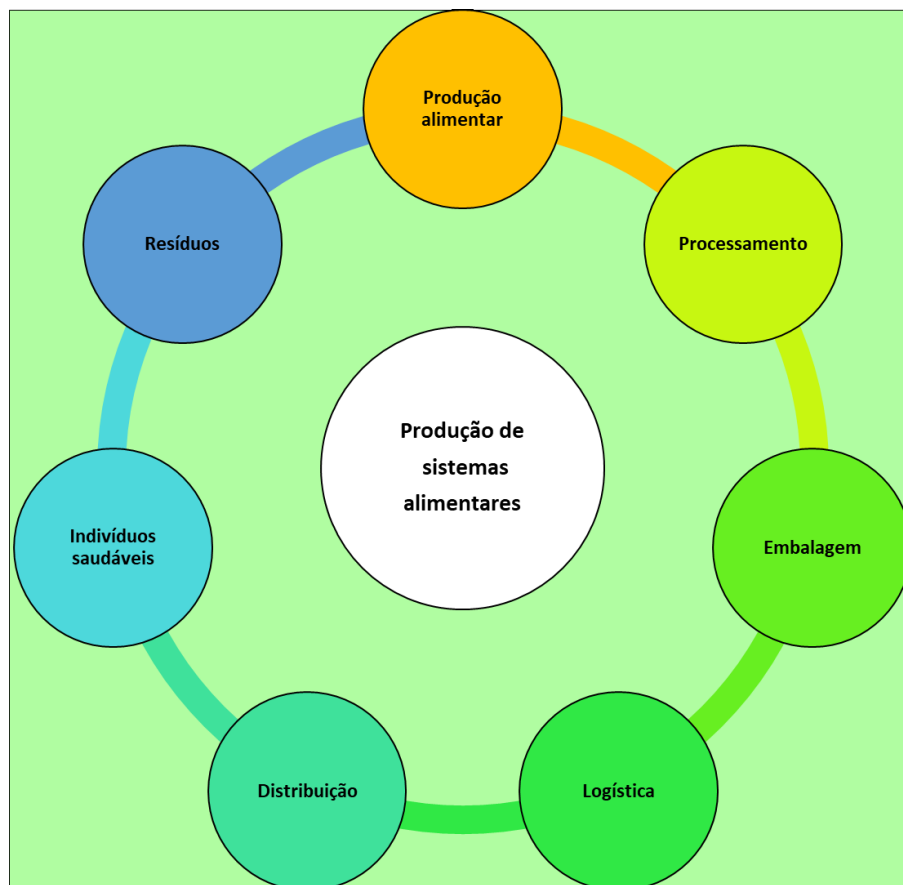 Produção
alimentar
Processamento
Embalagem
Logística
Distribuição
Indivíduos
saudáveis
Resíduos
Produção de
sistemas
alimentares